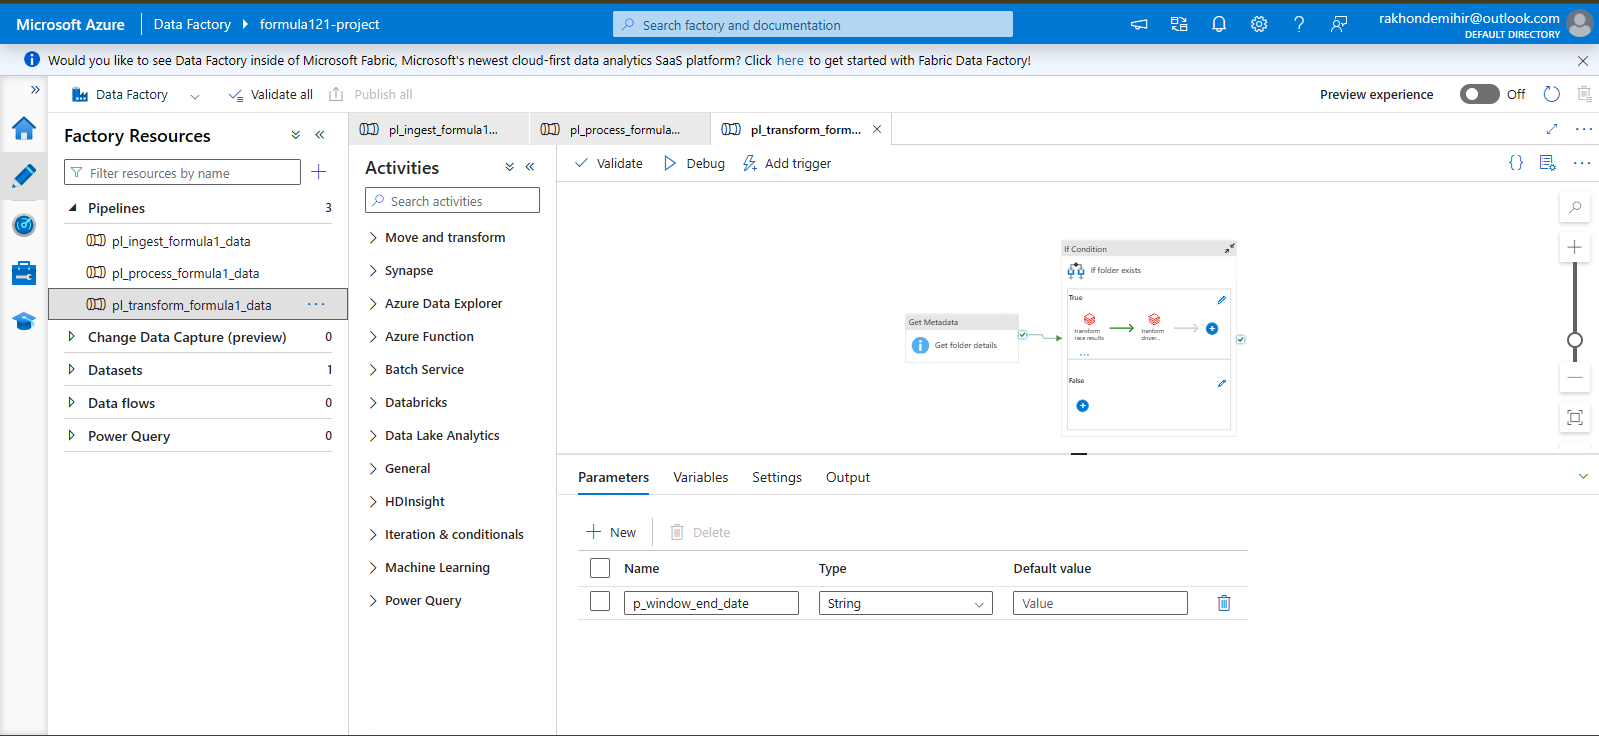 Microsoft Azure
Data Factory
formula121-project
Search factory and documentation
rakhondemihir@outlook.com
DEFAULT DIRECTORY
Would you like to see Data Factory inside of Microsoft Fabric, Microsoft's newest cloud-first data analytics SaaS platform? Click here to get started with Fabric Data Factory!
Data Factory
Validate all
Publish all
Preview experience
Off
Factory Resources
Filter resources by name
Pipelines 3
pl_ingest_formula1_data
pl_process_formula1_data
pl_transform_formula1_data
Change Data Capture (preview) 0
Datasets 1
Data flows 0
Power Query 0
pl_ingest_formula1...
pl_process_formula...
pl_transform_form...
Activities
Search activities
Move and transform
Synapse
Azure Data Explorer
Azure Function
Batch Service
Databricks
Data Lake Analytics
General
HDInsight
Iteration & conditionals
Machine Learning
Power Query
Validate
Debug
Add trigger
Get Metadata
Get folder details
If Condition
If folder exists
True
transform
race results
tranform
driver...
...
False
Parameters
Variables
Settings
Output
New
Delete
Name
Type
Default value
p_window_end_date
String
Value